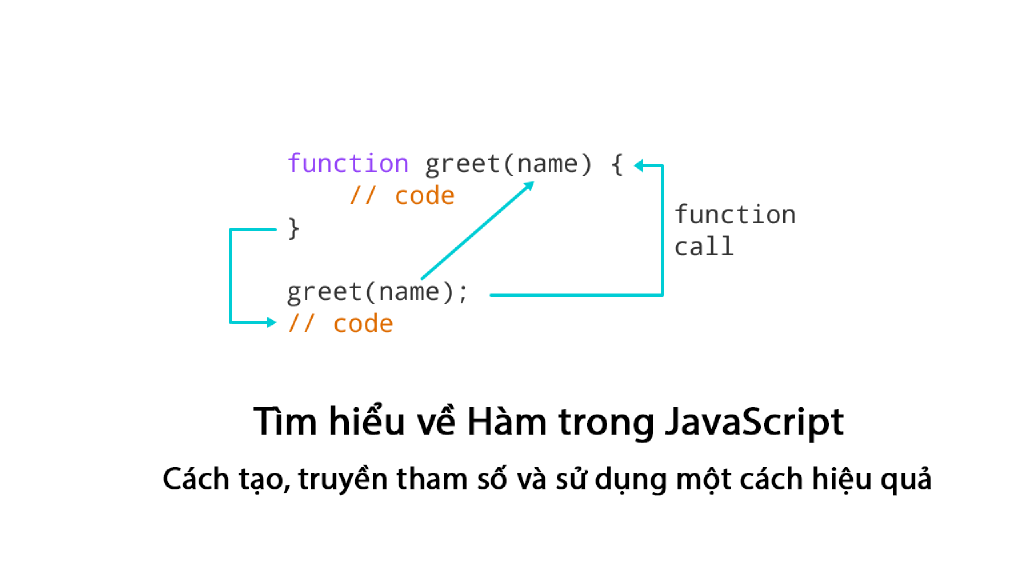 function greet(name) {
// code
}
function
call
greet(name);
// code
Tìm hiểu về Hàm trong JavaScript
Cách tạo, truyền tham số và sử dụng một cách hiệu quả